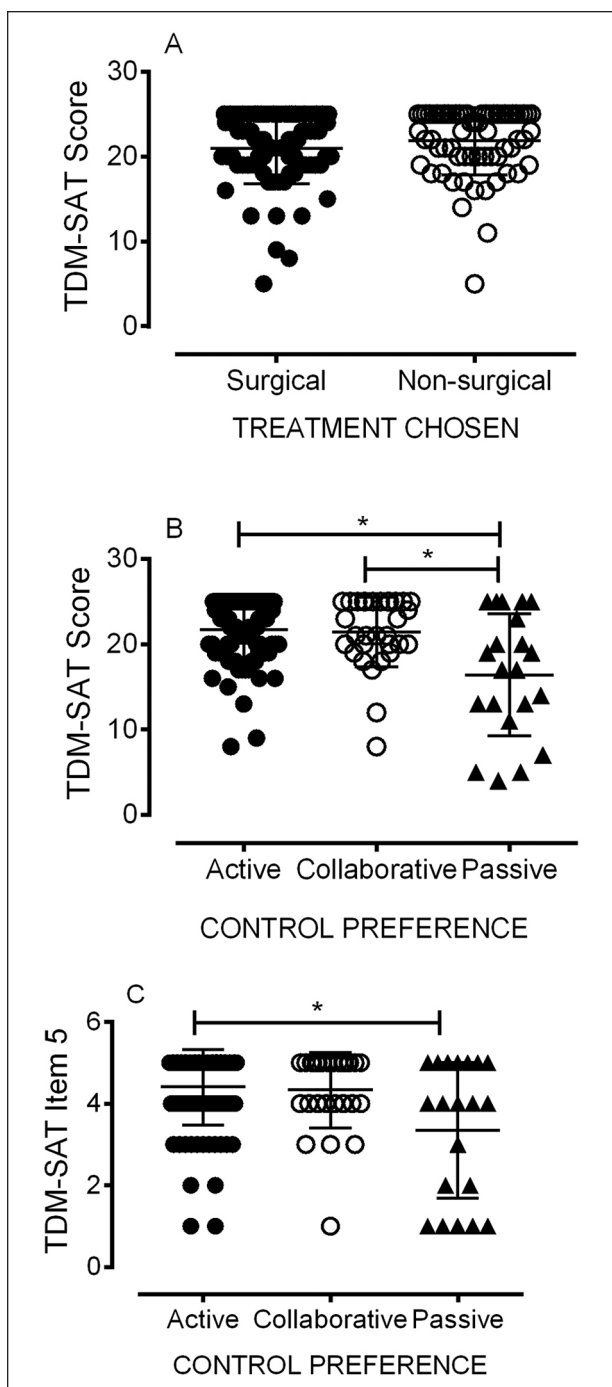 A
TDM-SAT Score
30
20
10
0
Surgical Non-surgical
TREATMENT CHOSEN
B
* 
*
TDM-SAT Score
30
20
10
0
Active Collaborative Passive
CONTROL PREFERENCE
C
*
TDM-SAT Item 5
6
4
2
0
Active Collaborative Passive
CONTROL PREFERENCE